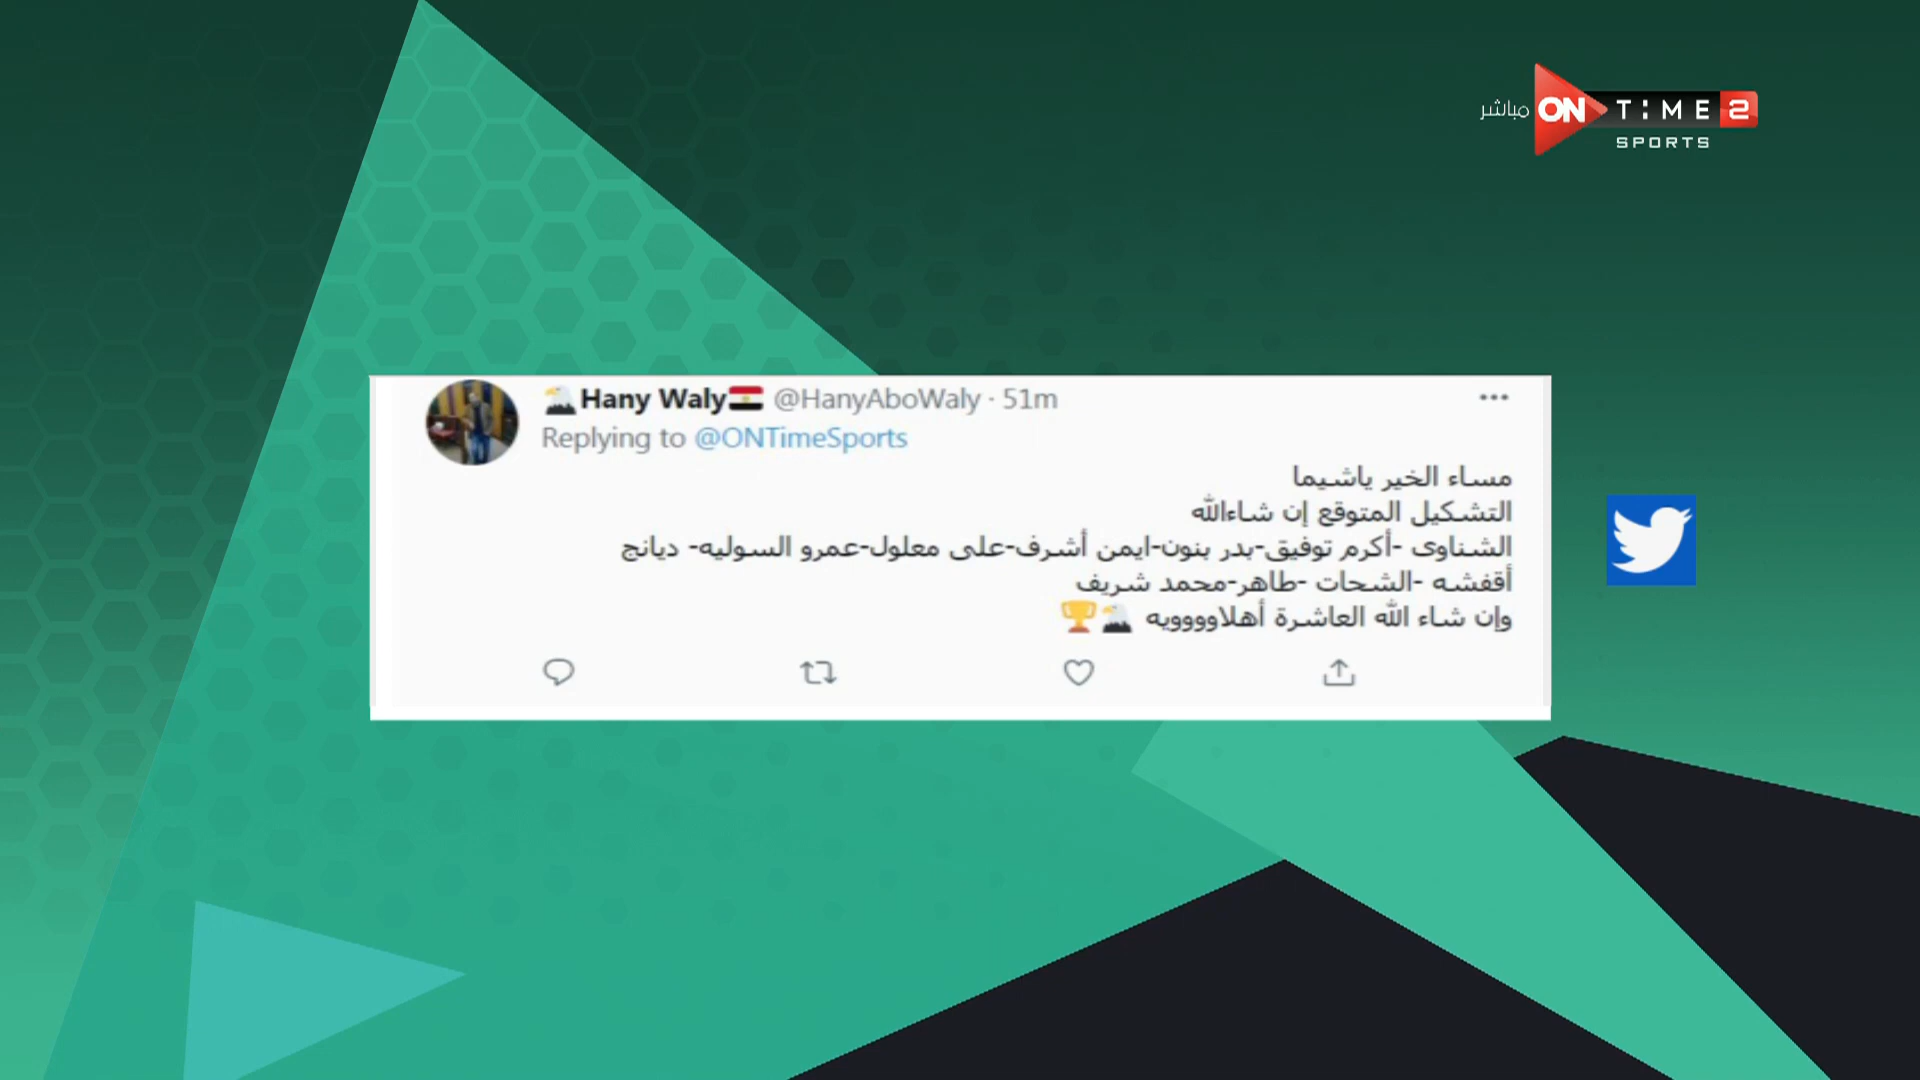 مباشر ON TIME 2
SPORTS
Hany Waly @HanyAboWaly · 51m
Replying to @ONTimeSports
مساء الخير ياشيما
التشكيل المتوقع إن شاءالله
الشناوى -أكرم توفيق-بدر بنون-ايمن أشرف-على معلول-عمرو السوليه- ديانج
أقفشه -الشحات -طاهر-محمد شريف
وإن شاء الله العاشرة أهلاووووويه